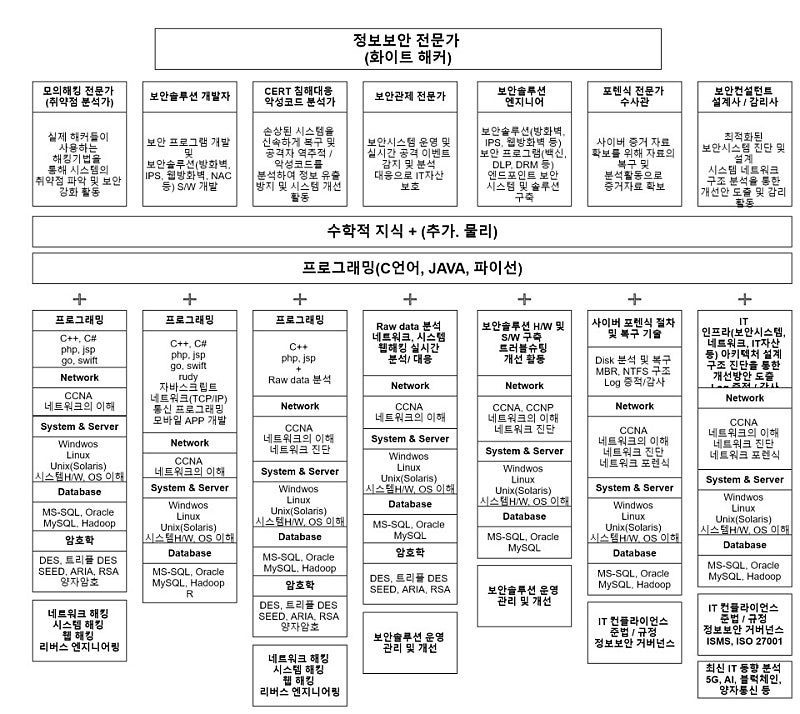 정보보안 전문가
(화이트 해커)
모의해킹 전문가
(취약점 분석가)
실제 해커들이
사용하는
해킹기법을
통해 시스템의
취약점 파악 및 보안
강화 활동
보안솔루션 개발자
보안 프로그램 개발
및
보안솔루션(방화벽,
IPS, 웹방화벽, NAC
등) S/W 개발
CERT 침해대응
악성코드 분석가
손상된 시스템을
신속하게 복구 및
공격자 역추적 /
악성코드를
분석하여 정보 유출
방지 및 시스템 개선
활동
보안관제 전문가
보안시스템 운영 및
실시간 공격 이벤트
감지 및 분석
대응으로 IT자산
보호
보안솔루션
엔지니어
보안솔루션(방화벽,
IPS, 웹방화벽 등)
보안 프로그램(백신,
DLP, DRM 등)
엔드포인트 보안
시스템 및 솔루션
구축
포렌식 전문가
수사관
사이버 증거 자료
확보를 위해 자료의
복구 및
분석활동으로
증거자료 확보
보안컨설턴트
설계사 / 감리사
최적화된
보안시스템 진단 및
설계
시스템 네트워크
구조 분석을 통한
개선안 도출 및 감리
활동
수학적 지식 + (추가. 물리)
프로그래밍(C언어, JAVA, 파이선)
+
프로그래밍
C++, C#
php, jsp
go, swift
Network
CCNA
네트워크의 이해
System & Server
Windwos
Linux
Unix(Solaris)
시스템H/W, OS 이해
Database
MS-SQL, Oracle
MySQL, Hadoop
암호학
DES, 트리플 DES
SEED, ARIA, RSA
양자암호
네트워크 해킹
시스템 해킹
웹 해킹
리버스 엔지니어링
+
프로그래밍
C++, C#
php, jsp
go, swift
rudy
자바스크립트
네트워크(TCP/IP)
통신 프로그래밍
모바일 APP 개발
Network
CCNA
네트워크의 이해
System & Server
Windwos
Linux
Unix(Solaris)
시스템H/W, OS 이해
Database
MS-SQL, Oracle
MySQL, Hadoop
R
+
프로그래밍
C++
php, jsp
+
Raw data 분석
Network
CCNA
네트워크의 이해
네트워크 진단
System & Server
Windwos
Linux
Unix(Solaris)
시스템H/W, OS 이해
Database
MS-SQL, Oracle
MySQL, Hadoop
암호학
DES, 트리플 DES
SEED, ARIA, RSA
양자암호
네트워크 해킹
시스템 해킹
웹 해킹
리버스 엔지니어링
+
Raw data 분석
네트워크, 시스템
웹해킹 실시간
분석/ 대응
Network
CCNA
네트워크의 이해
System & Server
Windwos
Linux
Unix(Solaris)
시스템H/W, OS 이해
Database
MS-SQL, Oracle
MySQL
암호학
DES, 트리플 DES
SEED, ARIA, RSA
보안솔루션 운영
관리 및 개선
+
보안솔루션 H/W 및
S/W 구축
트러블슈팅
개선 활동
Network
CCNA, CCNP
네트워크의 이해
네트워크 진단
System & Server
Windwos
Linux
Unix(Solaris)
시스템H/W, OS 이해
Database
MS-SQL, Oracle
MySQL
보안솔루션 운영
관리 및 개선
+
사이버 포렌식 절차
및 복구 기술
Disk 분석 및 복구
MBR, NTFS 구조
Log 증적/감사
Network
CCNA
네트워크의 이해
네트워크 진단
네트워크 포렌식
System & Server
Windwos
Linux
Unix(Solaris)
시스템H/W, OS 이해
Database
MS-SQL, Oracle
MySQL, Hadoop
IT 컨플라이언스
준법 / 규정
정보보안 거버넌스
+
IT
인프라(보안시스템,
네트워크, IT자산
등) 아키텍처 설계
구조 진단을 통한
개선방안 도출
Log 증적 / 감사
Network
CCNA
네트워크의 이해
네트워크 진단
네트워크 포렌식
System & Server
Windwos
Linux
Unix(Solaris)
시스템H/W, OS 이해
Database
MS-SQL, Oracle
MySQL, Hadoop
IT 컨플라이언스
준법 / 규정
정보보안 거버넌스
ISMS, ISO 27001
최신 IT 동향 분석
5G, AI, 블럭체인,
양자통신 등